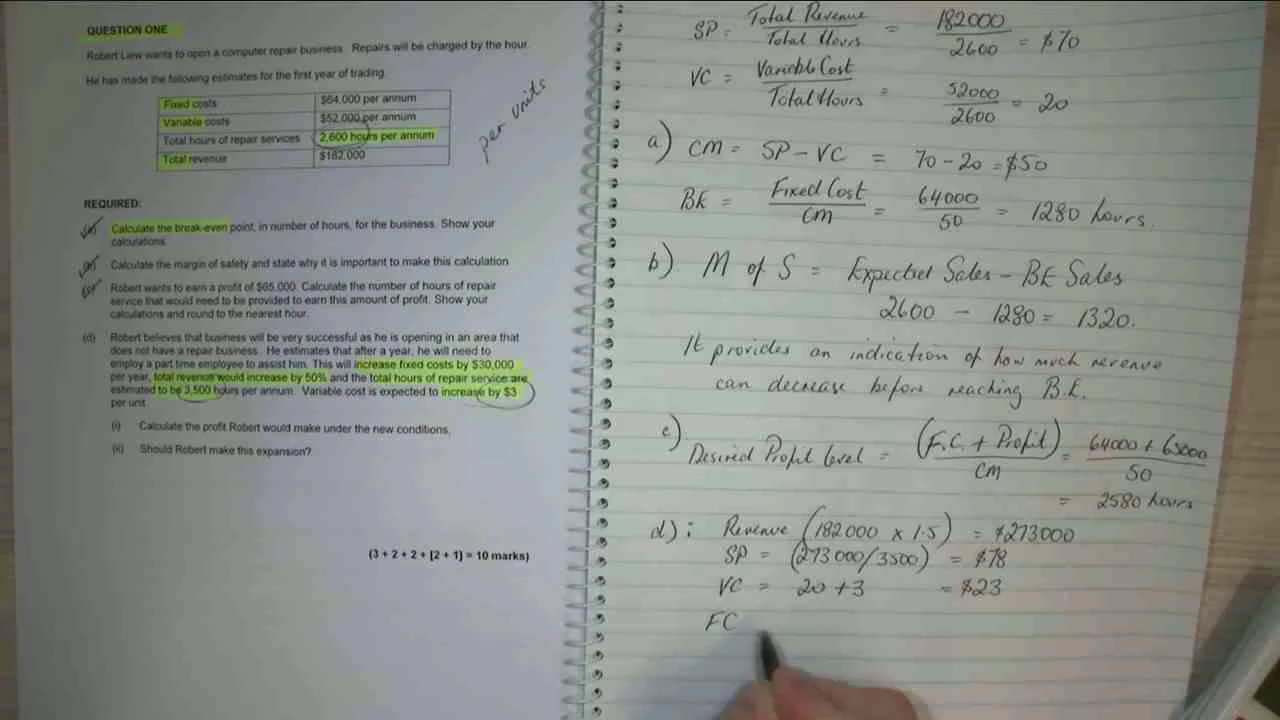 QUESTION ONE
Robert Liew wants to open a computer repair business. Repairs will be charged by the hour.
He has made the following estimates for the first year of trading.
Fixed costs $64,000 per annum
Variable costs $52,000 per annum
Total hours of repair services 2,600 hours per annum
Total revenue $182,000
per units
REQUIRED:
(a) Calculate the break-even point, in number of hours, for the business. Show your
calculations.
Calculate the margin of safety and state why it is important to make this calculation
Robert wants to earn a profit of $65,000. Calculate the number of hours of repair
service that would need to be provided to earn this amount of profit. Show your
calculations and round to the nearest hour.
(d) Robert believes that business will be very successful as he is opening in an area that
does not have a repair business. He estimates that after a year, he will need to
employ a part time employee to assist him. This will increase fixed costs by $30,000
per year, total revenue would increase by 50% and the total hours of repair service are
estimated to be 3,500 hours per annum. Variable cost is expected to increase by $3
per unit.
(i) Calculate the profit Robert would make under the new conditions.
(ii) Should Robert make this expansion?
(3 + 2 + 2 + [2 + 1] = 10 marks)
SP = Total Revenue / Total Hours = 182000 / 2600 = $70
VC = Variable Cost / Total Hours = 52000 / 2600 = 20
a) CM = SP - VC = 70 - 20 = $50
BE = Fixed Cost / CM = 64000 / 50 = 1280 hours.
b) M of S = Expected Sales - BE Sales
2600 - 1280 = 1320.
It provides an indication of how much revenue
can decrease before reaching B.E.
c) Desired Profit Level = (F.C. + Profit) / CM = 64000 + 65000 / 50
= 2580 hours
d) i Revenue (182000 x 1.5) = $273000
SP = (273000/3500) = $78
VC = 20 + 3 = $23
FC